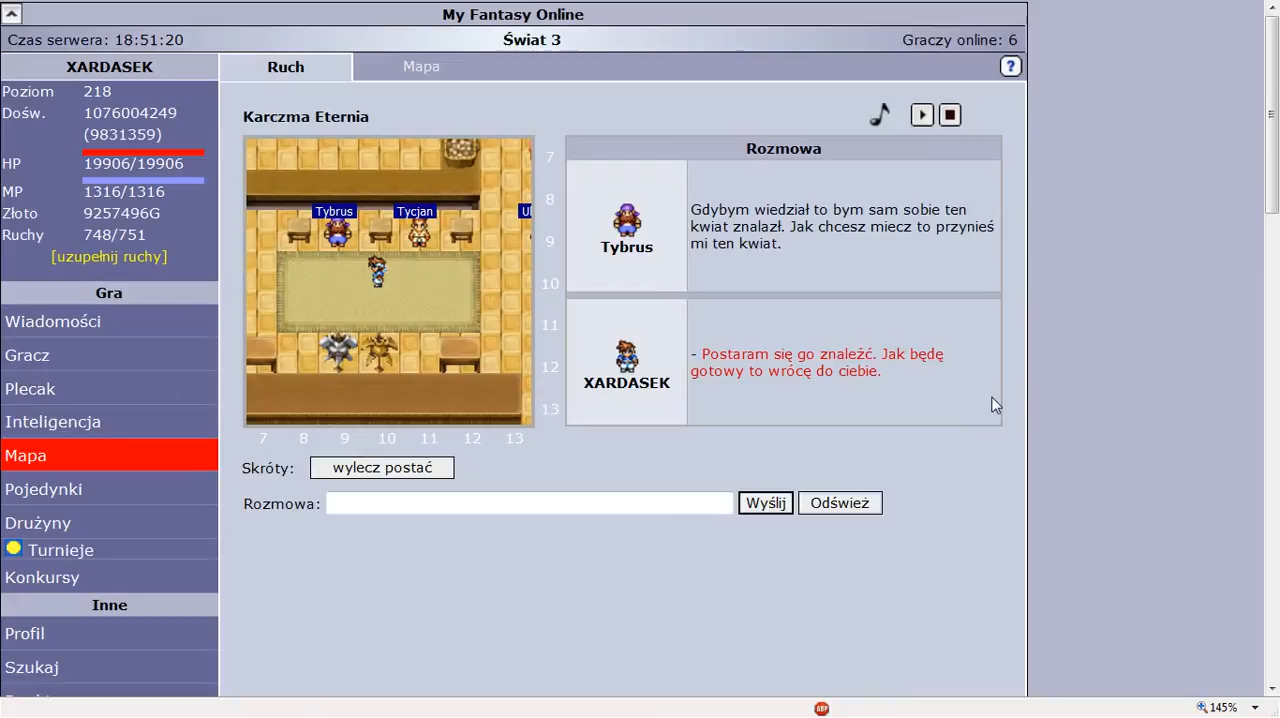 My Fantasy Online
Czas serwera: 18:51:20
Świat 3
Graczy online: 6
XARDASEK
Ruch
Mapa
?
Poziom 218
Dośw. 1076004249
(9831359)
HP 19906/19906
MP 1316/1316
Złoto 9257496G
Ruchy 748/751
[uzupełnij ruchy]
Gra
Wiadomości
Gracz
Plecak
Inteligencja
Mapa
Pojedynki
Drużyny
Turnieje
Konkursy
Inne
Profil
Szukaj
Karczma Eternia
Tybrus
Tycjan
7
8
9
10
11
12
13
7 8 9 10 11 12 13
Rozmowa
Tybrus
Gdybym wiedział to bym sam sobie ten
kwiat znalazł. Jak chcesz miecz to przynieś
mi ten kwiat.
XARDASEK
- Postaram się go znaleźć. Jak będę
gotowy to wrócę do ciebie.
Skróty: wylecz postać
Rozmowa: Wyślij Odśwież
ABP
145%